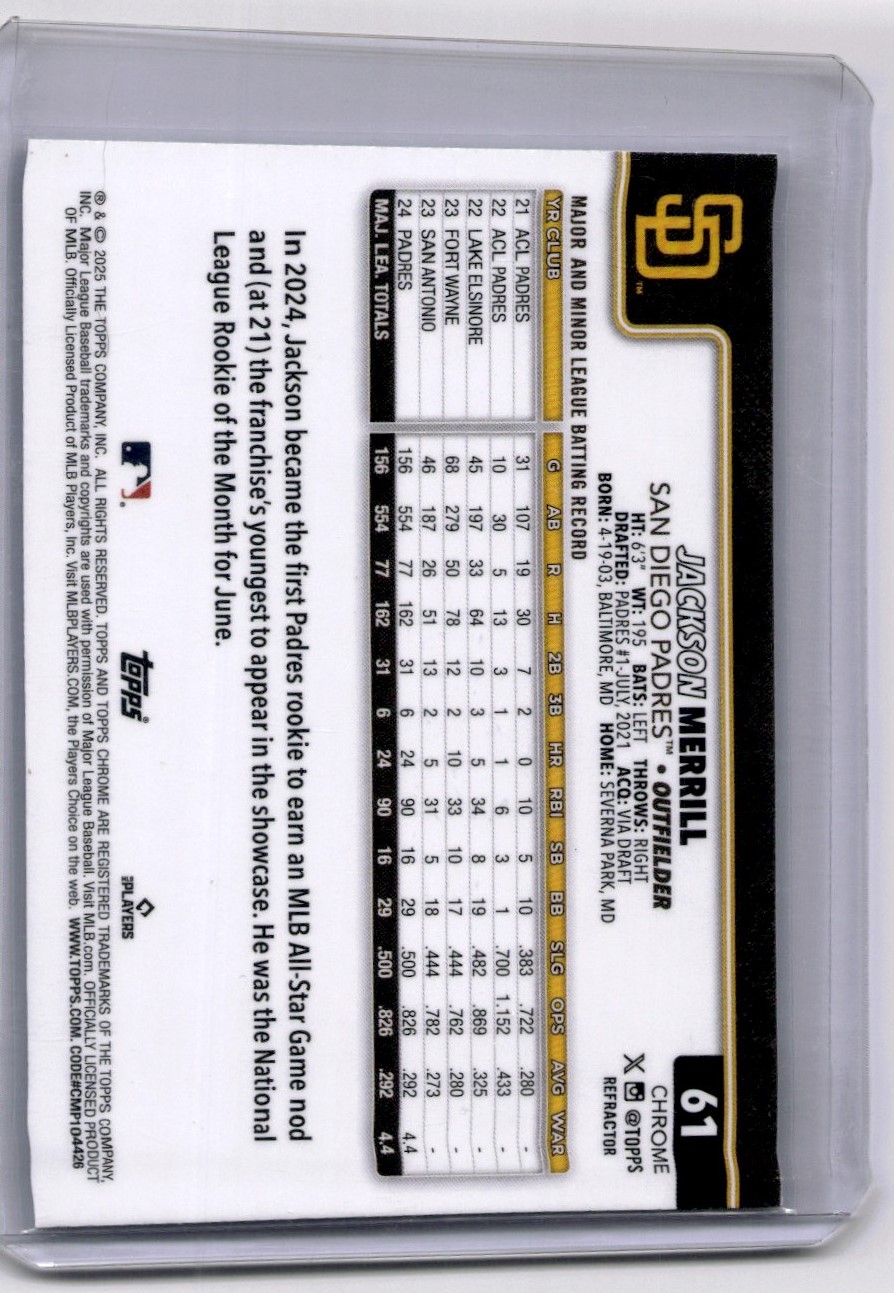 SD™
61
CHROME
X @TOPPS
REFRACTOR
JACKSON MERRILL
SAN DIEGO PADRES™ • OUTFIELDER
HT: 6'3" WT: 195 BATS: LEFT THROWS: RIGHT
DRAFTED: PADRES #1-JULY, 2021 ACQ: VIA DRAFT
BORN: 4-19-03, BALTIMORE, MD HOME: SEVERNA PARK, MD
MAJOR AND MINOR LEAGUE BATTING RECORD
YR CLUB G AB R H 2B 3B HR RBI SB BB SLG OPS AVG WAR
21 ACL PADRES 31 107 19 30 7 2 0 10 5 10 .383 .722 .280 -
22 ACL PADRES 10 30 5 13 3 1 1 6 3 1 .700 1.152 .433 -
22 LAKE ELSINORE 45 197 33 64 10 3 5 34 8 19 .482 .869 .325 -
23 FORT WAYNE 68 279 50 78 12 2 10 33 10 17 .444 .762 .280 -
23 SAN ANTONIO 46 187 26 51 13 2 5 31 5 18 .444 .782 .273 -
24 PADRES 156 554 77 162 31 6 24 90 16 29 .500 .826 .292 4.4
MAJ. LEA. TOTALS 156 554 77 162 31 6 24 90 16 29 .500 .826 .292 4.4
In 2024, Jackson became the first Padres rookie to earn an MLB All-Star Game nod
and (at 21) the franchise's youngest to appear in the showcase. He was the National
League Rookie of the Month for June.
topps®
MLB PLAYERS
® & © 2025 THE TOPPS COMPANY, INC. ALL RIGHTS RESERVED. TOPPS AND TOPPS CHROME ARE REGISTERED TRADEMARKS OF THE TOPPS COMPANY,
INC. Major League Baseball trademarks and copyrights are used with permission of Major League Baseball. Visit MLB.com. OFFICIALLY LICENSED PRODUCT
OF MLB. Officially Licensed Product of MLB Players, Inc. Visit MLBPLAYERS.COM, the Players Choice on the web. WWW.TOPPS.COM. CODE#CMP104426